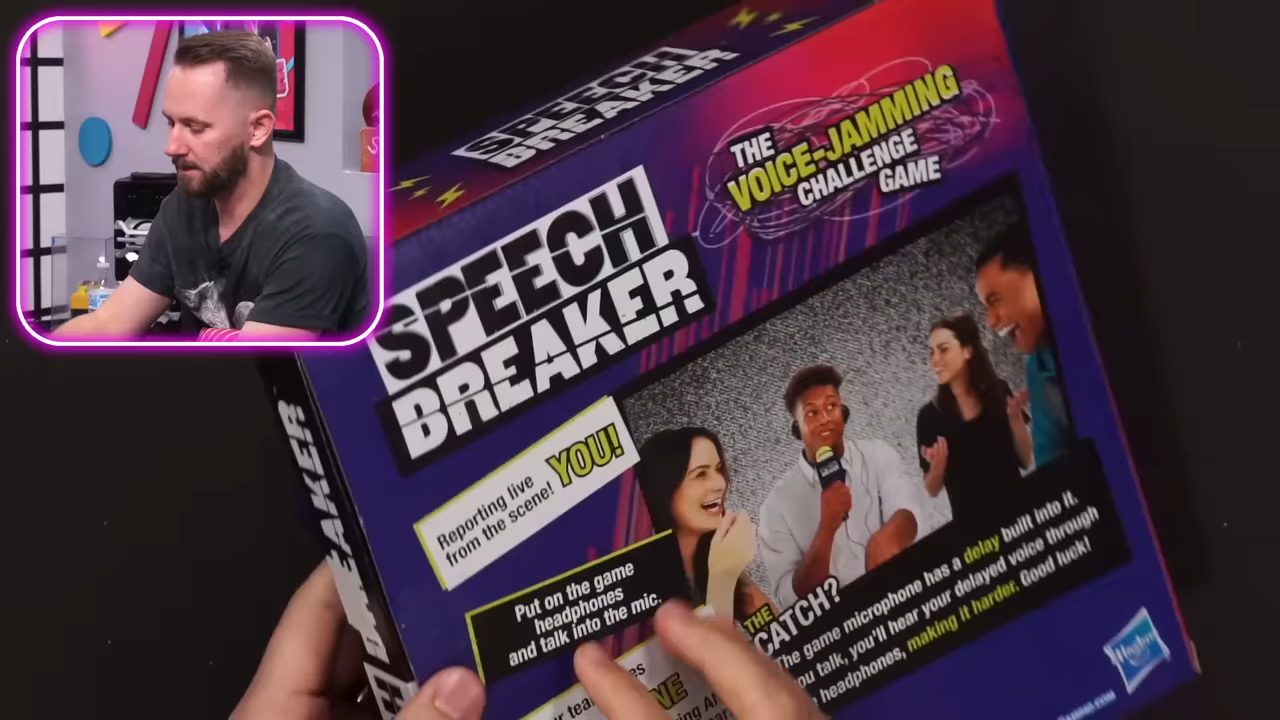 SPEECH
BREAKER
THE
VOICE-JAMMING
CHALLENGE
GAME
SPEECH
BREAKER
Reporting live
from the scene! YOU!
Put on the game
headphones
and talk into the mic.
THE
CATCH?
The game microphone has a delay built into it.
you talk, you'll hear your delayed voice through
headphones, making it harder. Good luck!
Hasbro